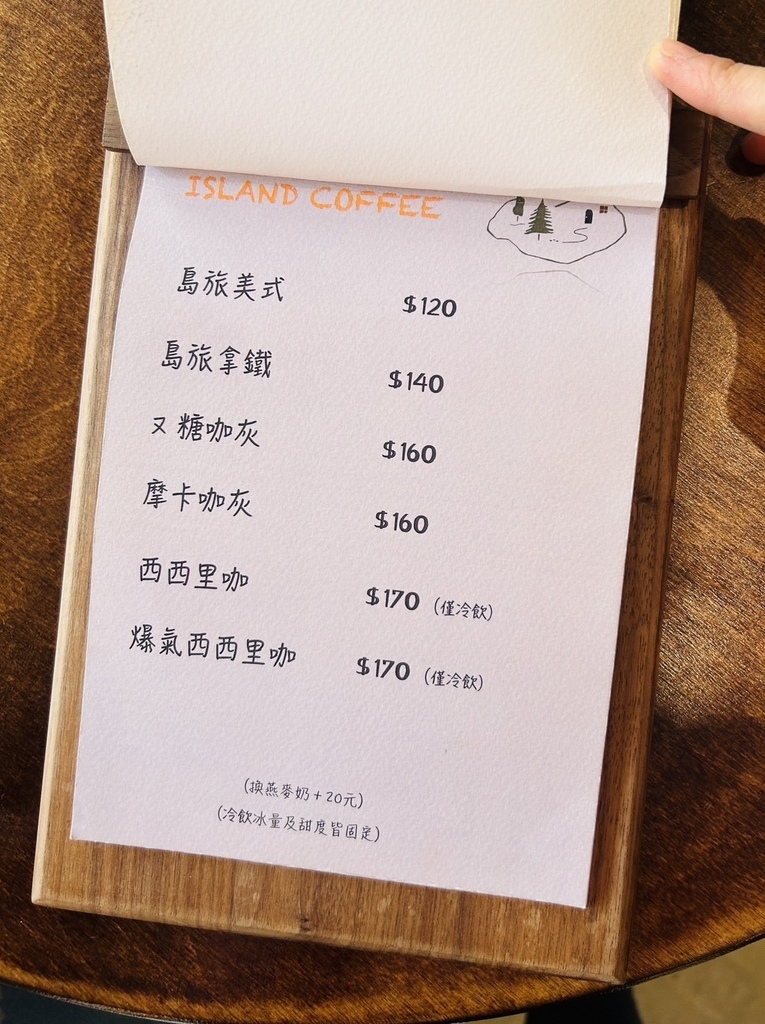 ISLAND COFFEE
島旅美式 $120
島旅拿鐵 $140
ㄡ糖咖灰 $160
摩卡咖灰 $160
西西里咖 $170 (僅冷飲)
爆氣西西里咖 $170 (僅冷飲)
(換燕麥奶+20元)
(冷飲冰量及甜度皆固定)